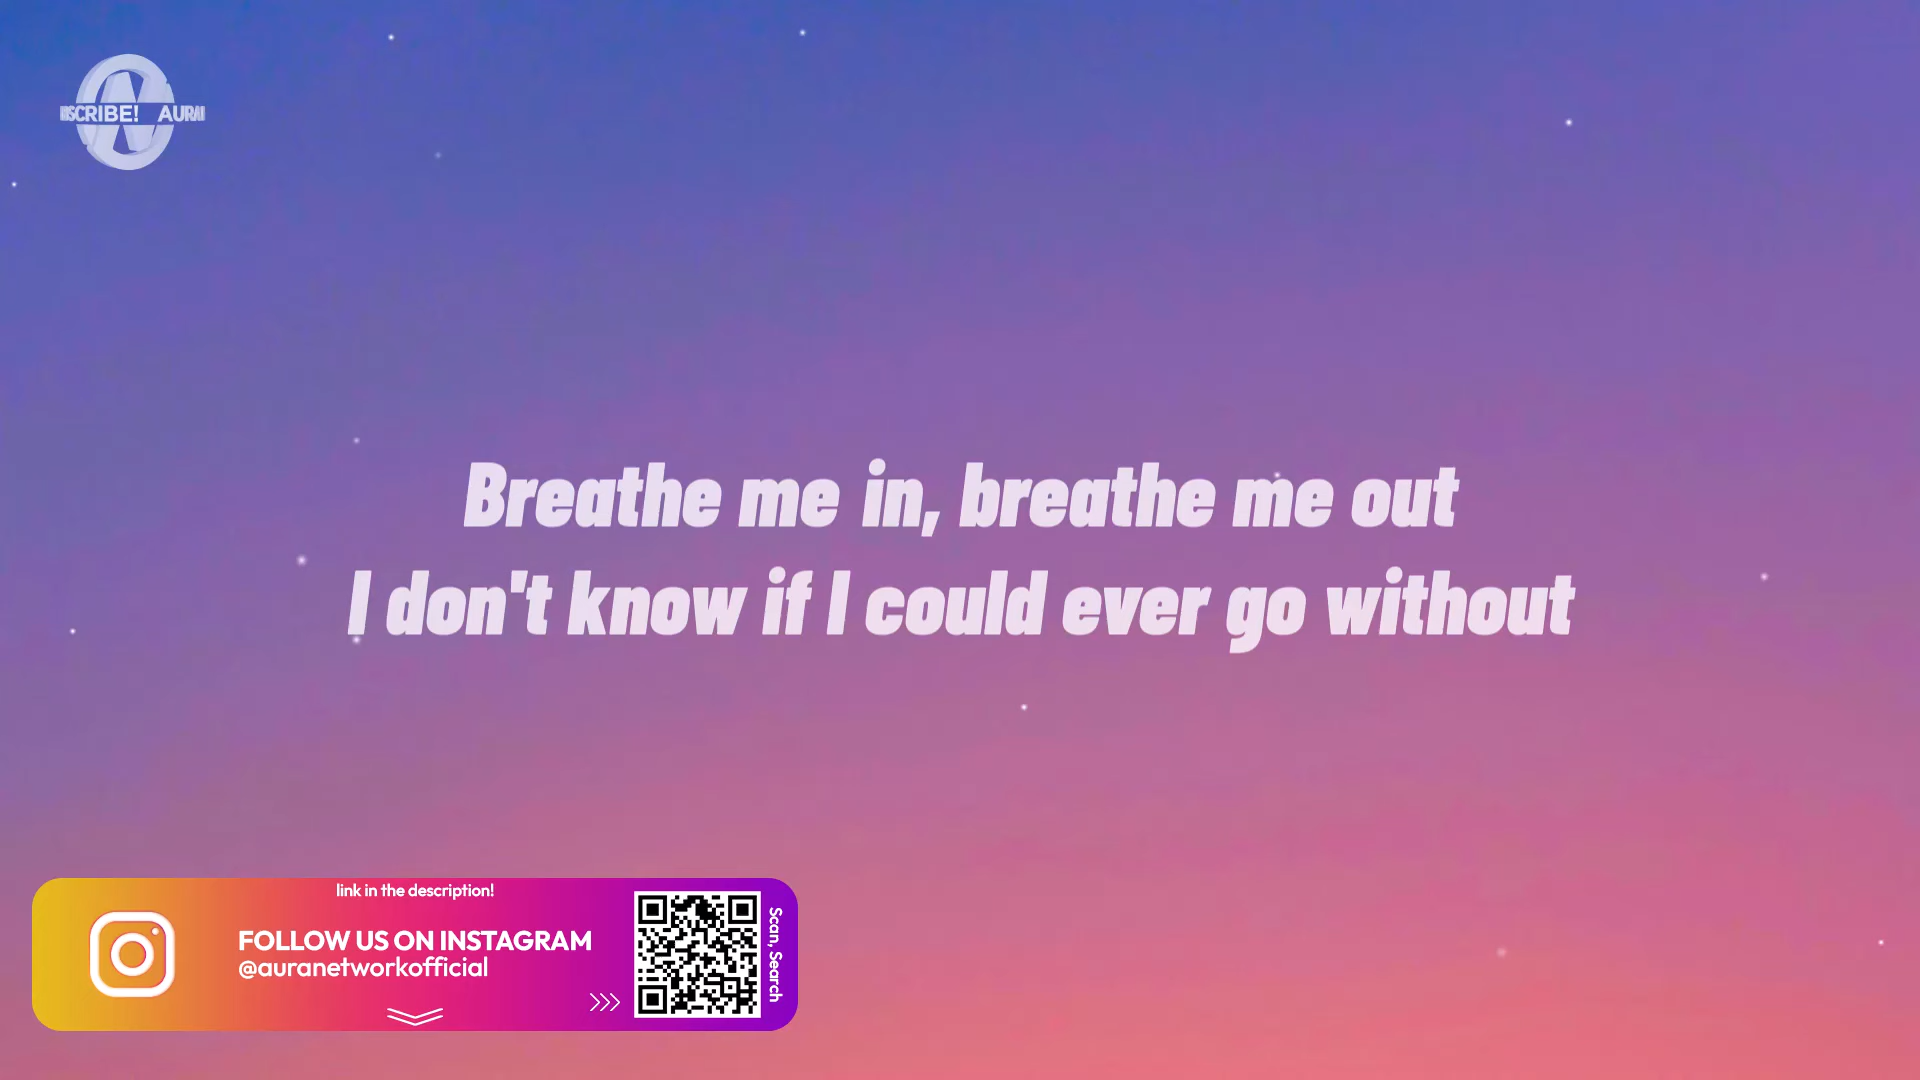 SCRIBE! AURA
Breathe me in, breathe me out
I don't know if I could ever go without
link in the description!
FOLLOW US ON INSTAGRAM
@auranetworkofficial
Scan, Search